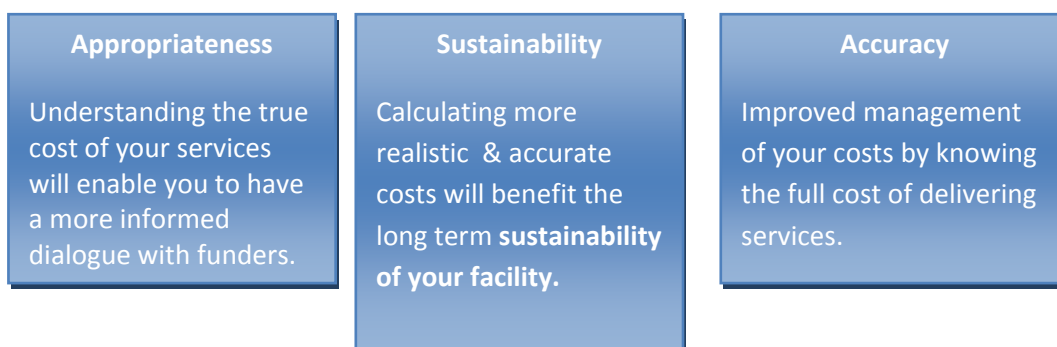 Appropriateness
Understanding the true
cost of your services
will enable you to have
a more informed
dialogue with funders.
Sustainability
Calculating more
realistic & accurate
costs will benefit the
long term sustainability
of your facility.
Accuracy
Improved management
of your costs by knowing
the full cost of delivering
services.